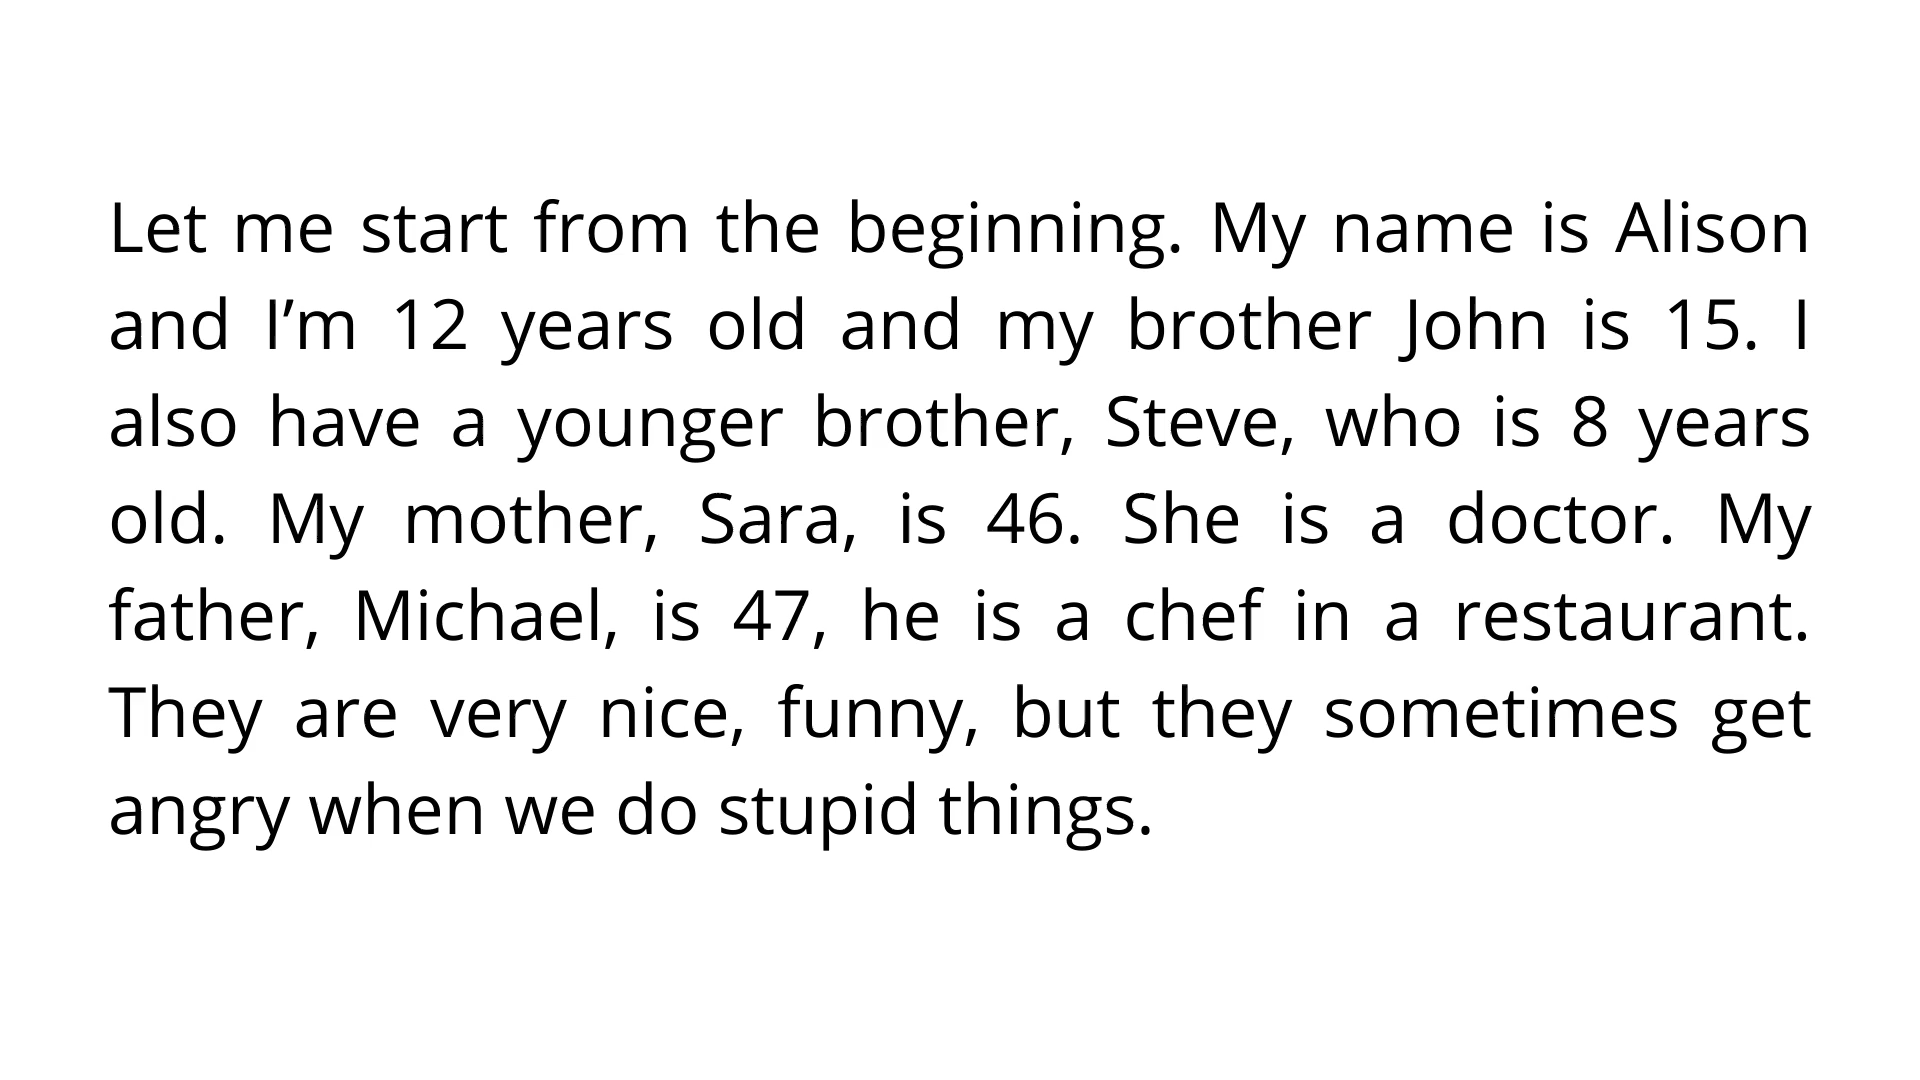 Let me start from the beginning. My name is Alison
and I’m 12 years old and my brother John is 15. I
also have a younger brother, Steve, who is 8 years
old. My mother, Sara, is 46. She is a doctor. My
father, Michael, is 47, he is a chef in a restaurant.
They are very nice, funny, but they sometimes get
angry when we do stupid things.